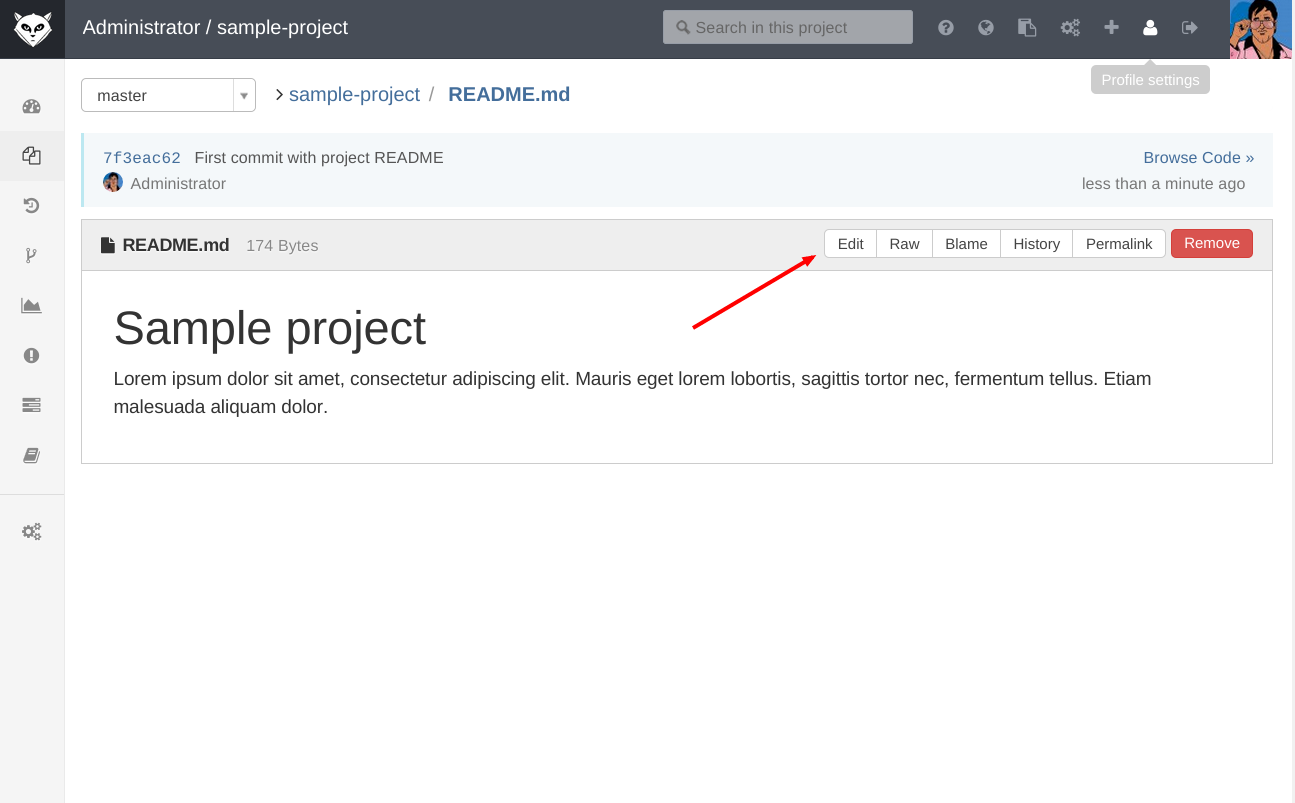 Administrator / sample-project
Search in this project
Profile settings
master
sample-project / README.md
7f3eac62 First commit with project README
Browse Code »
Administrator
less than a minute ago
README.md 174 Bytes
Edit Raw Blame History Permalink Remove
Sample project
Lorem ipsum dolor sit amet, consectetur adipiscing elit. Mauris eget lorem lobortis, sagittis tortor nec, fermentum tellus. Etiam
malesuada aliquam dolor.